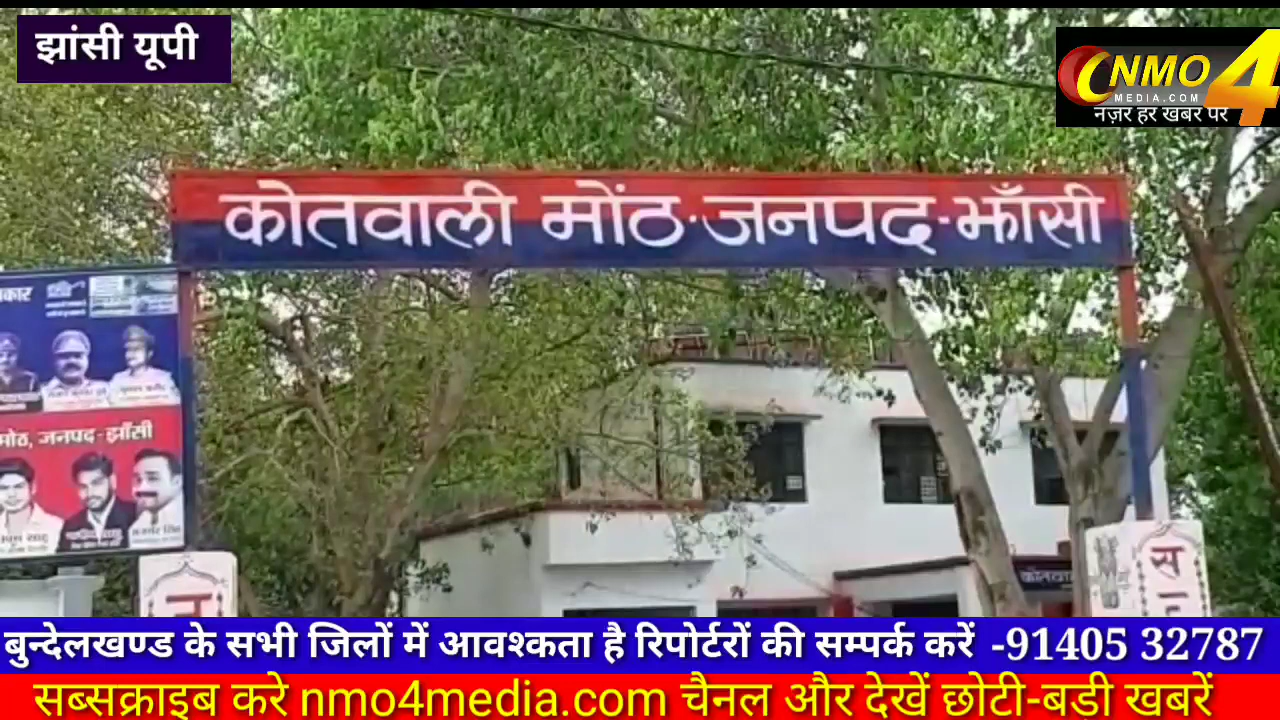 झांसी यूपी
NMO 4
MEDIA.COM
नज़र हर खबर पर
कोतवाली मोंठ-जनपद-झाँसी
मोंठ, जनपद-झाँसी
कोतवा
स
बुन्देलखण्ड के सभी जिलों में आवश्कता है रिपोर्टरों की सम्पर्क करें -91405 32787
सब्सक्राइब करे nmo4media.com चैनल और देखें छोटी-बड़ी खबरें